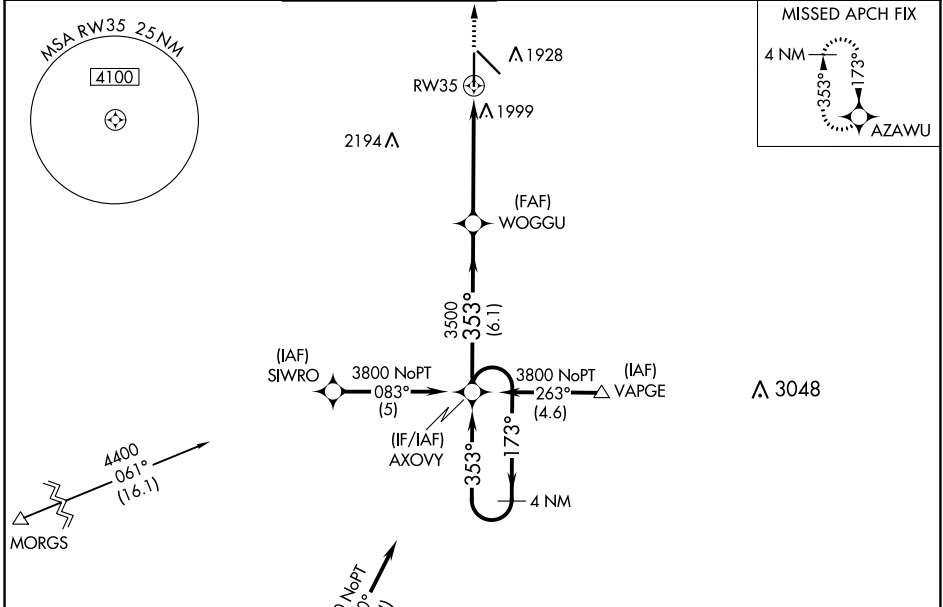 MSA RW35 25 NM
4100
1928
RW35
1999
2194
MISSED APCH FIX
4 NM
353°
173°
AZAWU
(FAF)
WOGGU
3500
353°
(6.1)
(IAF)
SIWRO
3800 NoPT
083°
(5)
3800 NoPT
263°
(4.6)
(IAF)
VAPGE
3048
(IF/IAF)
AXOVY
353°
173°
4 NM
4400
061°
(16.1)
MORGS
NoPT